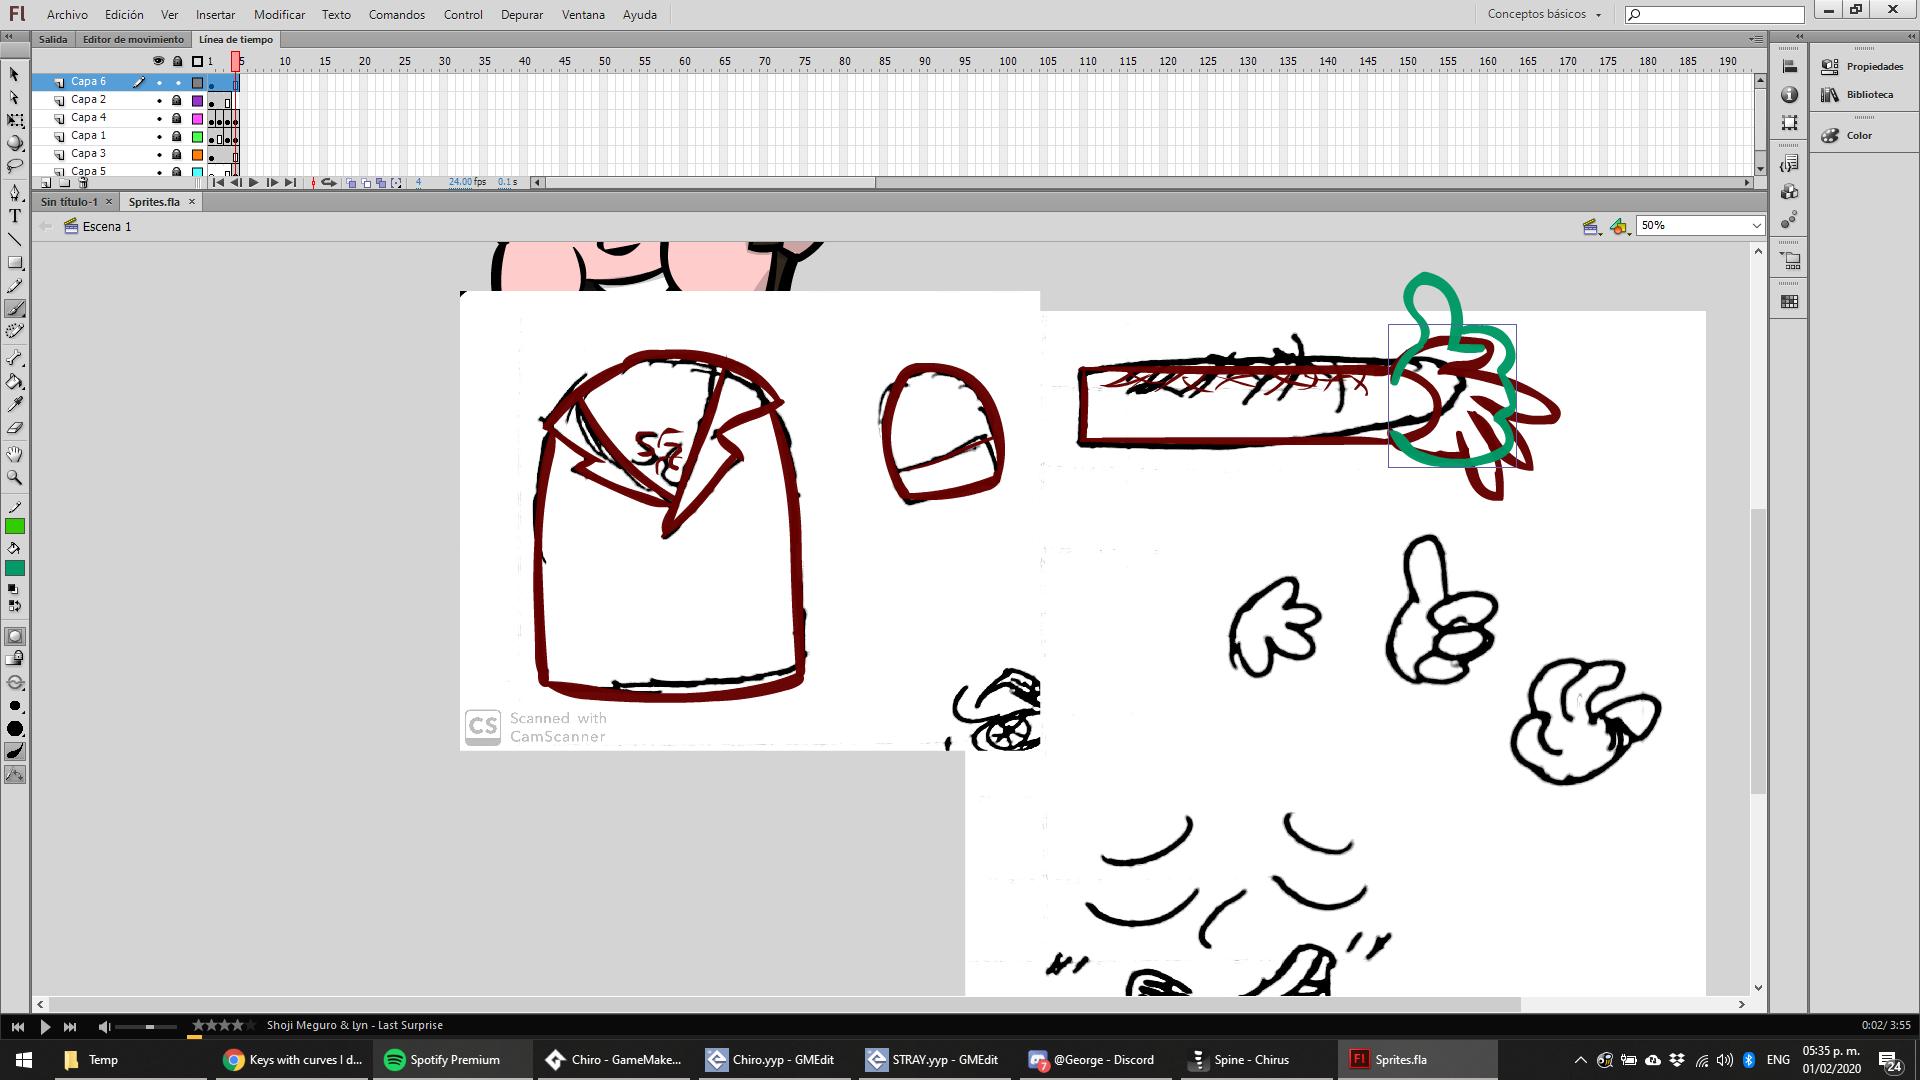 Fl Archivo Edición Ver Insertar Modificar Texto Comandos Control Depurar Ventana Ayuda Conceptos básicos
Salida Editor de movimiento Línea de tiempo
1 5 10 15 20 25 30 35 40 45 50 55 60 65 70 75 80 85 90 95 100 105 110 115 120 125 130 135 140 145 150 155 160 165 170 175 180 185 190
Capa 6
Capa 2
Capa 4
Capa 1
Capa 3
Capa 5
4 24.00 fps 0.1 s
Sin título-1 Sprites.fla
Escena 1 50%
Propiedades
Biblioteca
Color
T
CS Scanned with
CamScanner
Shoji Meguro & Lyn - Last Surprise 0:02/ 3:55
Temp Keys with curves I d... Spotify Premium Chiro - GameMake... Chiro.yyp - GMEdit STRAY.yyp - GMEdit 7 @George - Discord Spine - Chirus Fl Sprites.fla ENG 05:35 p. m.
01/02/2020 24